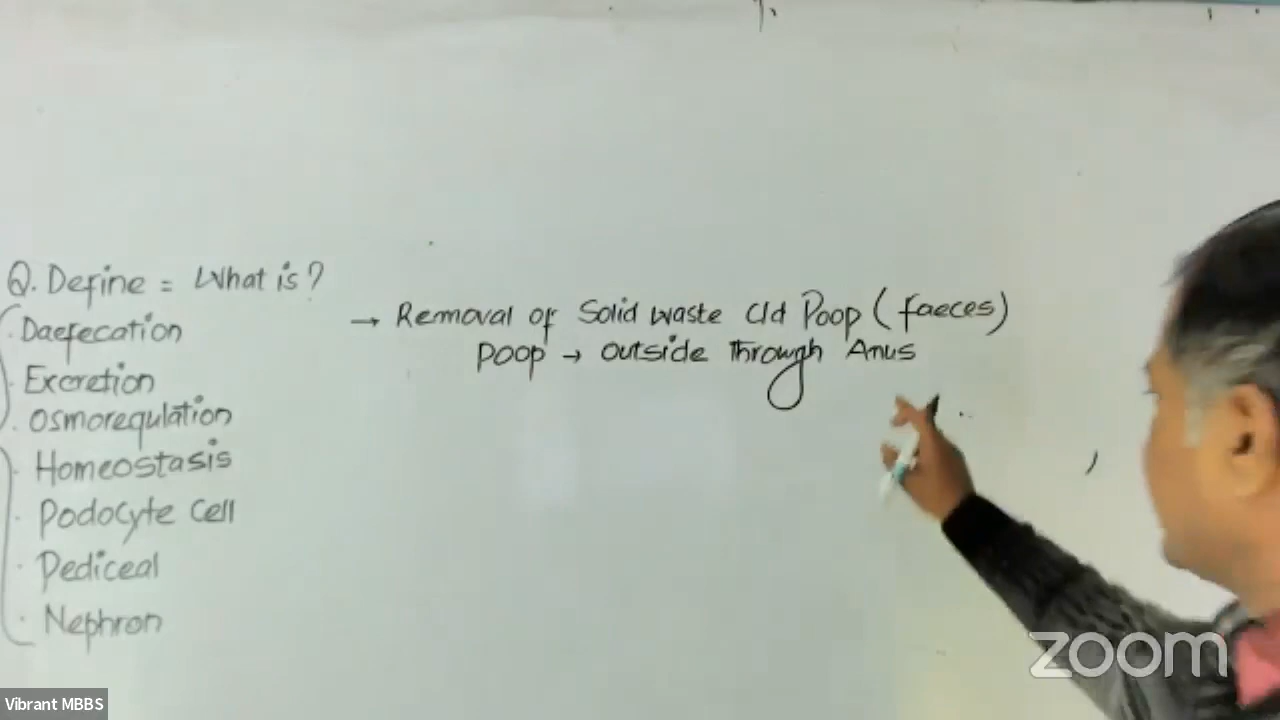 Q. Define = What is?
. Daefecation
→ Removal of Solid waste C/d Poop (faeces)
Poop → outside through Anus
. Excretion
. Osmoregulation
. Homeostasis
. Podocyte Cell
. Pediceal
. Nephron
zoom
Vibrant MBBS